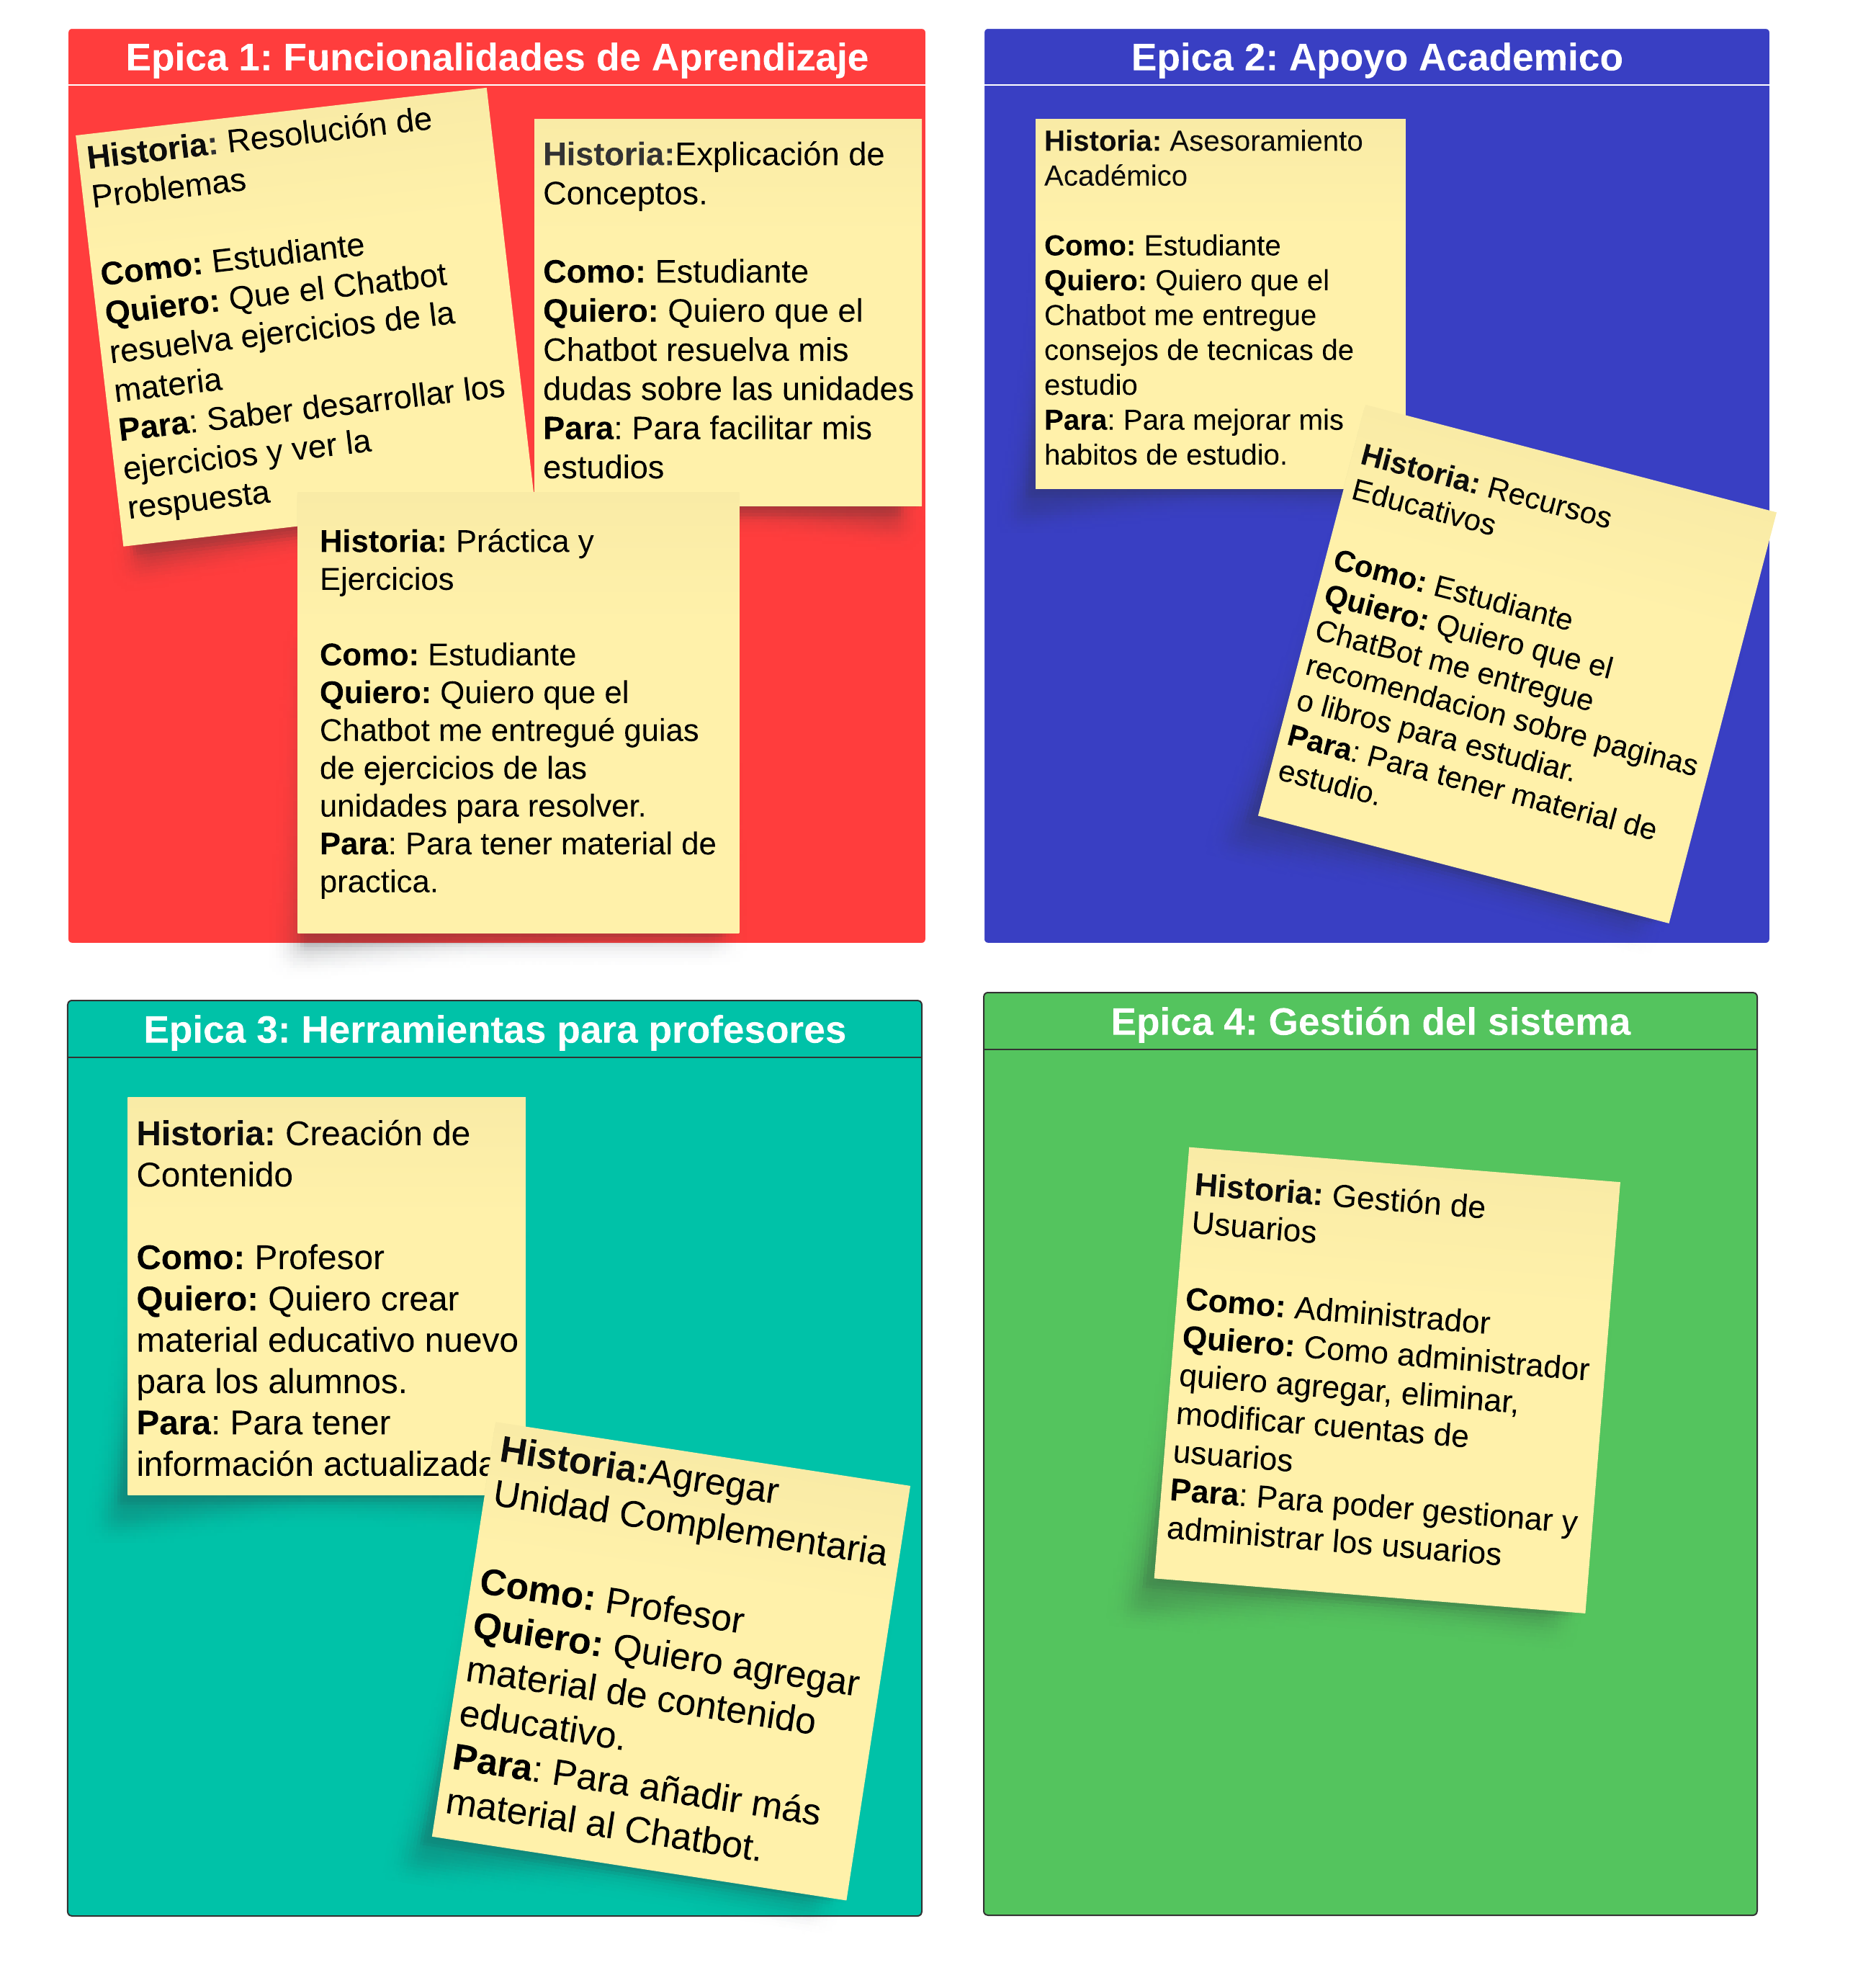 Epica 1: Funcionalidades de Aprendizaje
Historia: Resolución de
Problemas
Como: Estudiante
Quiero: Que el Chatbot
resuelva ejercicios de la
materia
Para: Saber desarrollar los
ejercicios y ver la
respuesta
Historia:Explicación de
Conceptos.
Como: Estudiante
Quiero: Quiero que el
Chatbot resuelva mis
dudas sobre las unidades
Para: Para facilitar mis
estudios
Historia: Práctica y
Ejercicios
Como: Estudiante
Quiero: Quiero que el
Chatbot me entregué guias
de ejercicios de las
unidades para resolver.
Para: Para tener material de
practica.
Epica 2: Apoyo Academico
Historia: Asesoramiento
Académico
Como: Estudiante
Quiero: Quiero que el
Chatbot me entregue
consejos de tecnicas de
estudio
Para: Para mejorar mis
habitos de estudio.
Historia: Recursos
Educativos
Como: Estudiante
Quiero: Quiero que el
ChatBot me entregue
recomendacion sobre paginas
o libros para estudiar.
Para: Para tener material de
estudio.
Epica 3: Herramientas para profesores
Historia: Creación de
Contenido
Como: Profesor
Quiero: Quiero crear
material educativo nuevo
para los alumnos.
Para: Para tener
información actualizada
Historia:Agregar
Unidad Complementaria
Como: Profesor
Quiero: Quiero agregar
material de contenido
educativo.
Para: Para añadir más
material al Chatbot.
Epica 4: Gestión del sistema
Historia: Gestión de
Usuarios
Como: Administrador
Quiero: Como administrador
quiero agregar, eliminar,
modificar cuentas de
usuarios
Para: Para poder gestionar y
administrar los usuarios